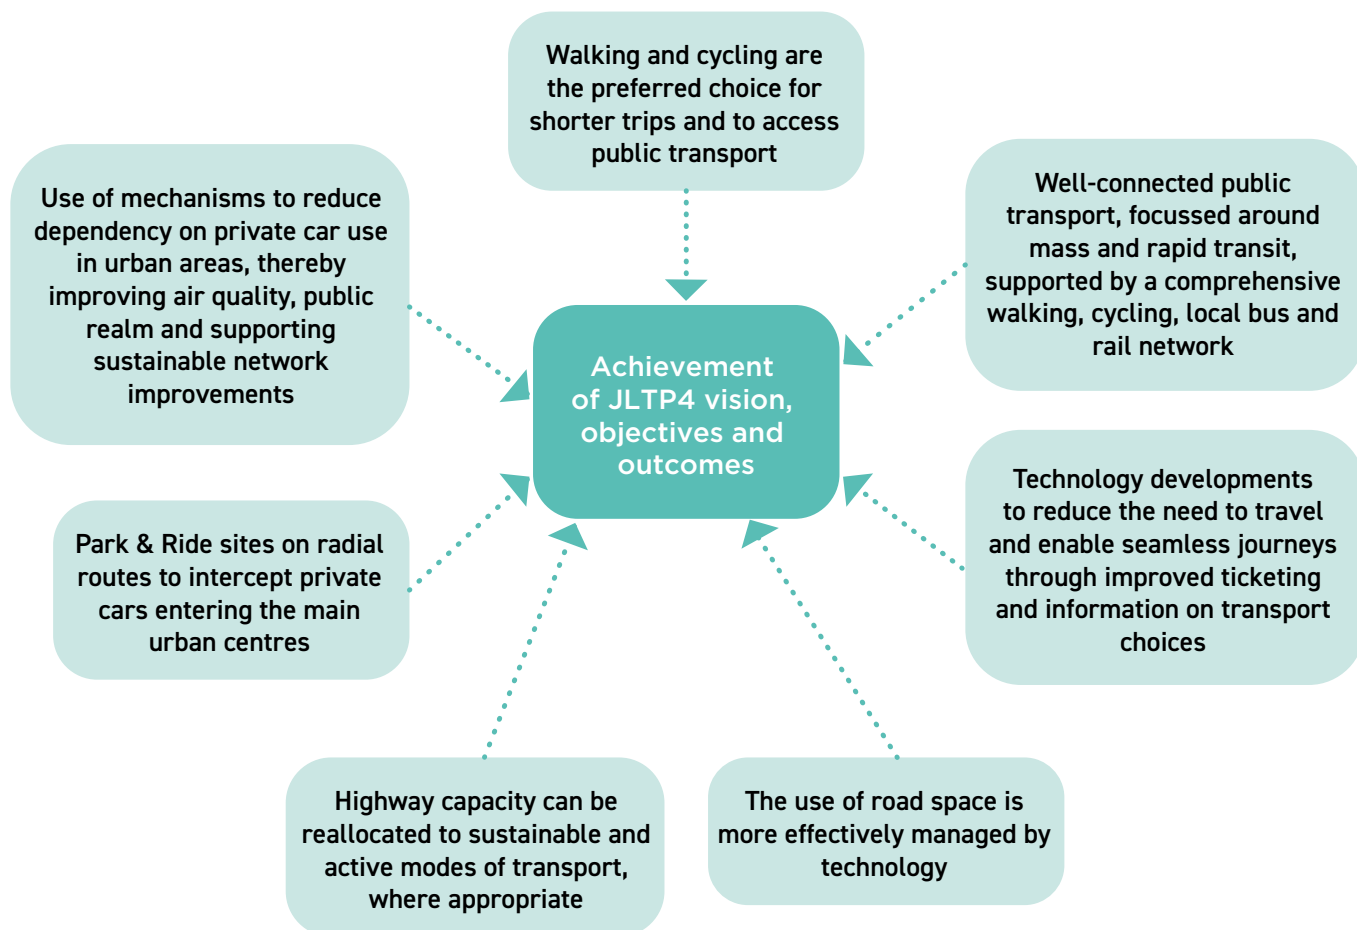 Walking and cycling are
the preferred choice for
shorter trips and to access
public transport
Use of mechanisms to reduce
dependency on private car use
in urban areas, thereby
improving air quality, public
realm and supporting
sustainable network
improvements
Well-connected public
transport, focussed around
mass and rapid transit,
supported by a comprehensive
walking, cycling, local bus and
rail network
Achievement
of JLTP4 vision,
objectives and
outcomes
Park & Ride sites on radial
routes to intercept private
cars entering the main
urban centres
Technology developments
to reduce the need to travel
and enable seamless journeys
through improved ticketing
and information on transport
choices
Highway capacity can be
reallocated to sustainable and
active modes of transport,
where appropriate
The use of road space is
more effectively managed by
technology